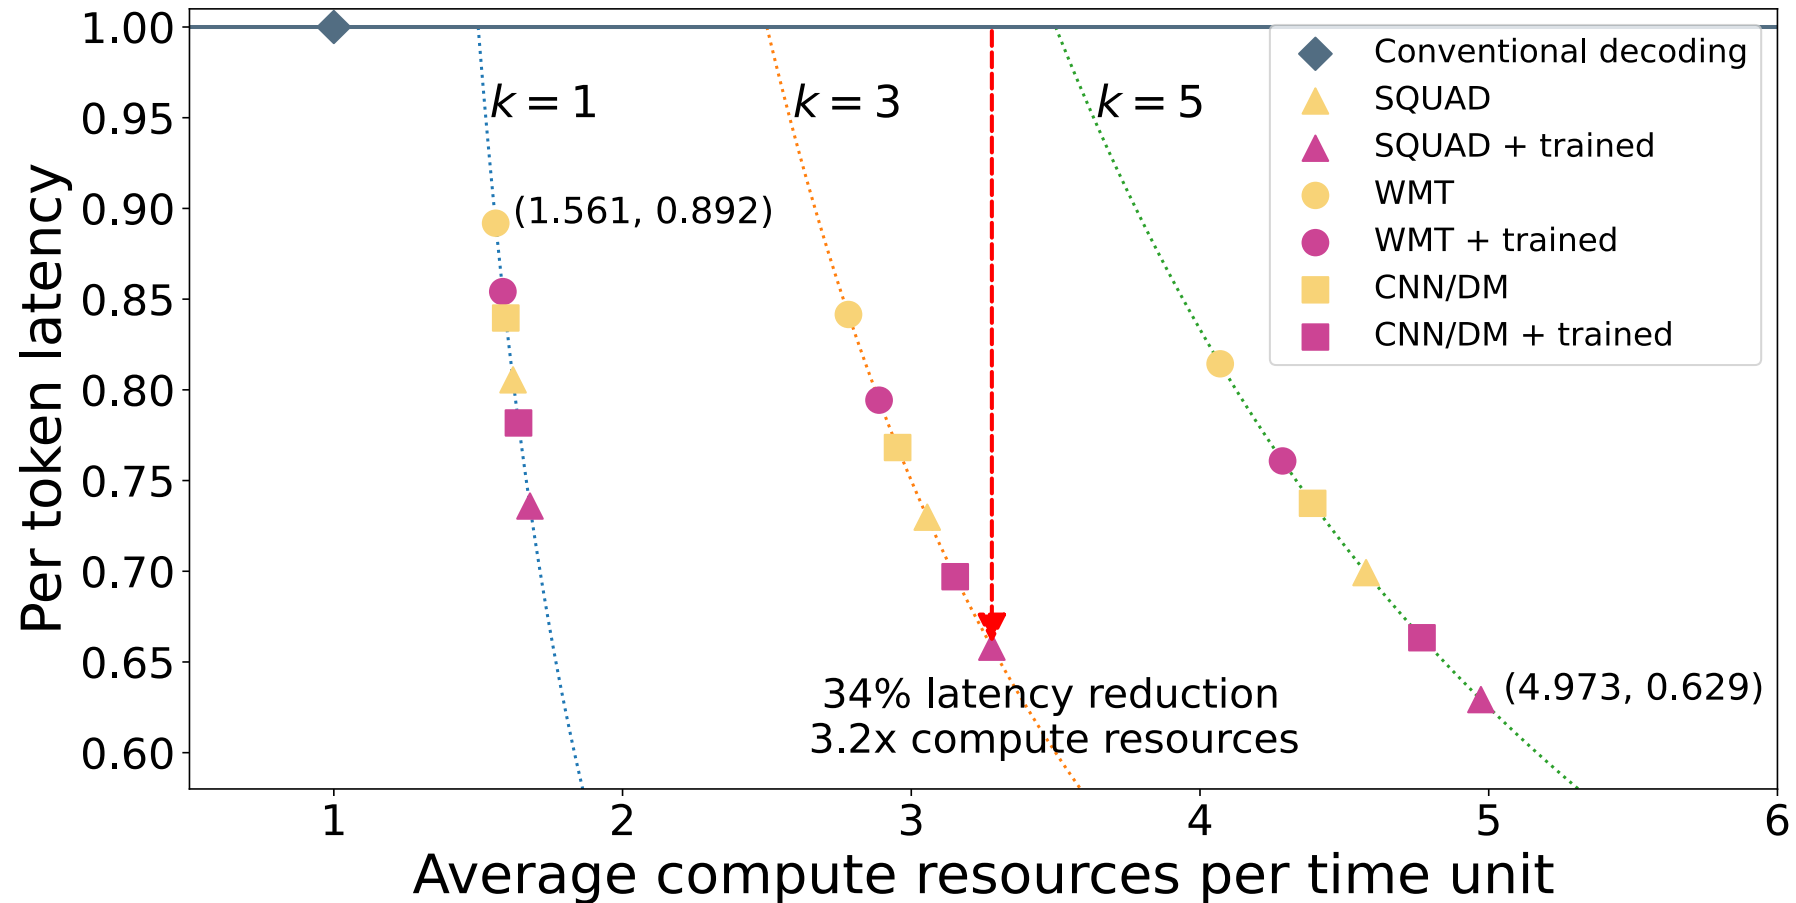 1.00
0.95
0.90
0.85
0.80
0.75
0.70
0.65
0.60
Per token latency
k = 1
k = 3
k = 5
(1.561, 0.892)
(4.973, 0.629)
34% latency reduction
3.2x compute resources
Conventional decoding
SQUAD
SQUAD + trained
WMT
WMT + trained
CNN/DM
CNN/DM + trained
1
2
3
4
5
6
Average compute resources per time unit